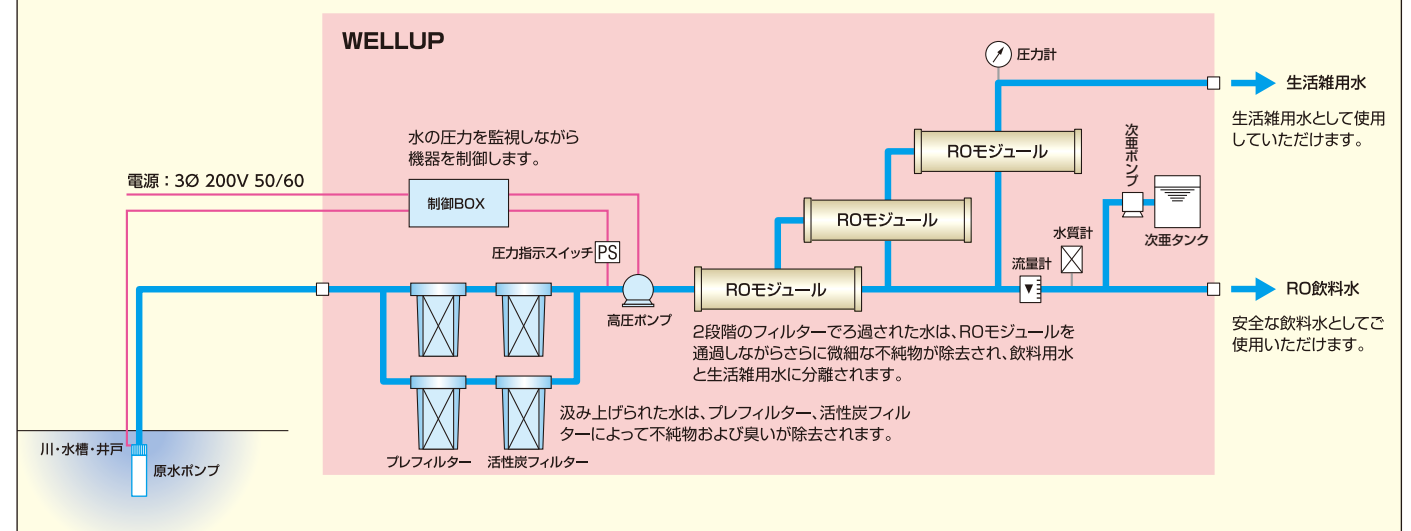 WELLUP
圧力計
生活雑用水
生活雑用水として使用
していただけます。
水の圧力を監視しながら
機器を制御します。
次亜ポンプ
ROモジュール
電源：3Ø 200V 50/60
制御BOX
ROモジュール
水質計
次亜タンク
圧力指示スイッチ
PS
流量計
ROモジュール
RO飲料水
高圧ポンプ
安全な飲料水としてご
使用いただけます。
2段階のフィルターでろ過された水は、ROモジュールを
通過しながらさらに微細な不純物が除去され、飲料用水
と生活雑用水に分離されます。
汲み上げられた水は、プレフィルター、活性炭フィル
ターによって不純物および臭いが除去されます。
川・水槽・井戸
原水ポンプ
プレフィルター
活性炭フィルター